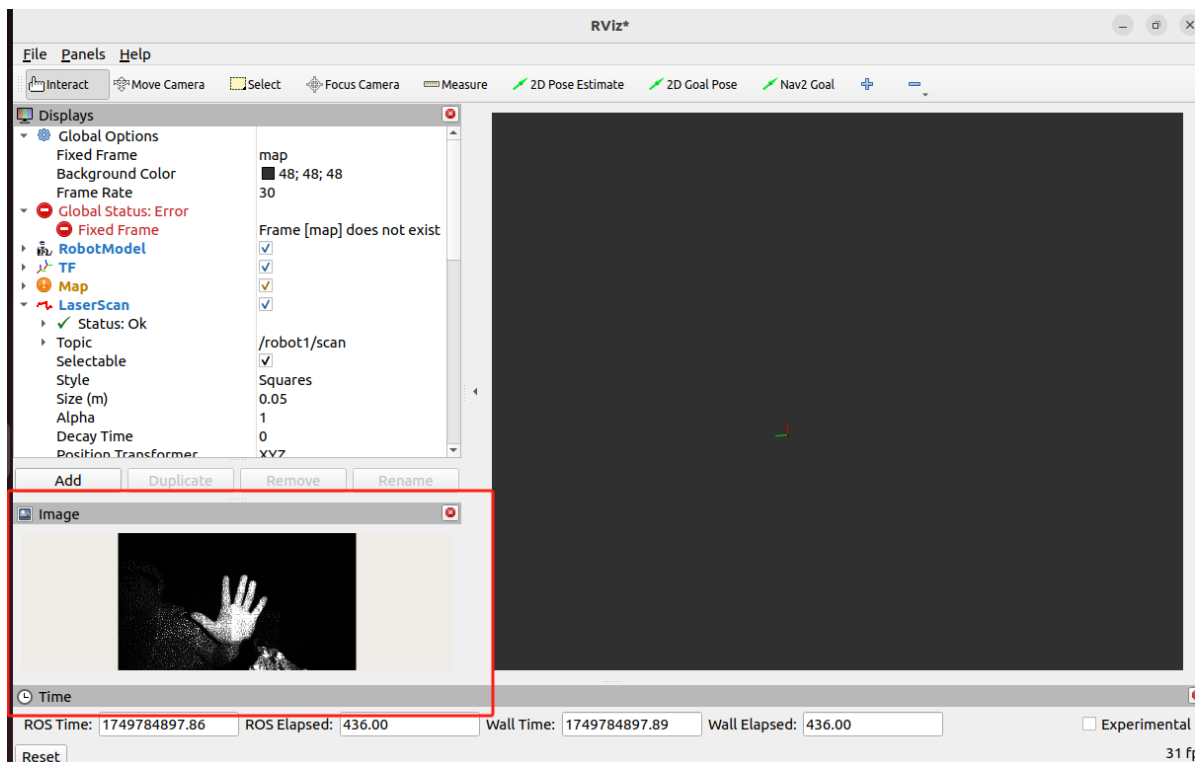 RViz*
File Panels Help
Interact Move Camera Select Focus Camera Measure 2D Pose Estimate 2D Goal Pose Nav2 Goal
Displays
Global Options
Fixed Frame map
Background Color 48; 48; 48
Frame Rate 30
Global Status: Error
Fixed Frame Frame [map] does not exist
RobotModel
TF
Map
LaserScan
Status: Ok
Topic /robot1/scan
Selectable
Style Squares
Size (m) 0.05
Alpha 1
Decay Time 0
Position Transformer XYZ
Add Duplicate Remove Rename
Image
Time
ROS Time: 1749784897.86 ROS Elapsed: 436.00 Wall Time: 1749784897.89 Wall Elapsed: 436.00 Experimental
Reset 31 fp